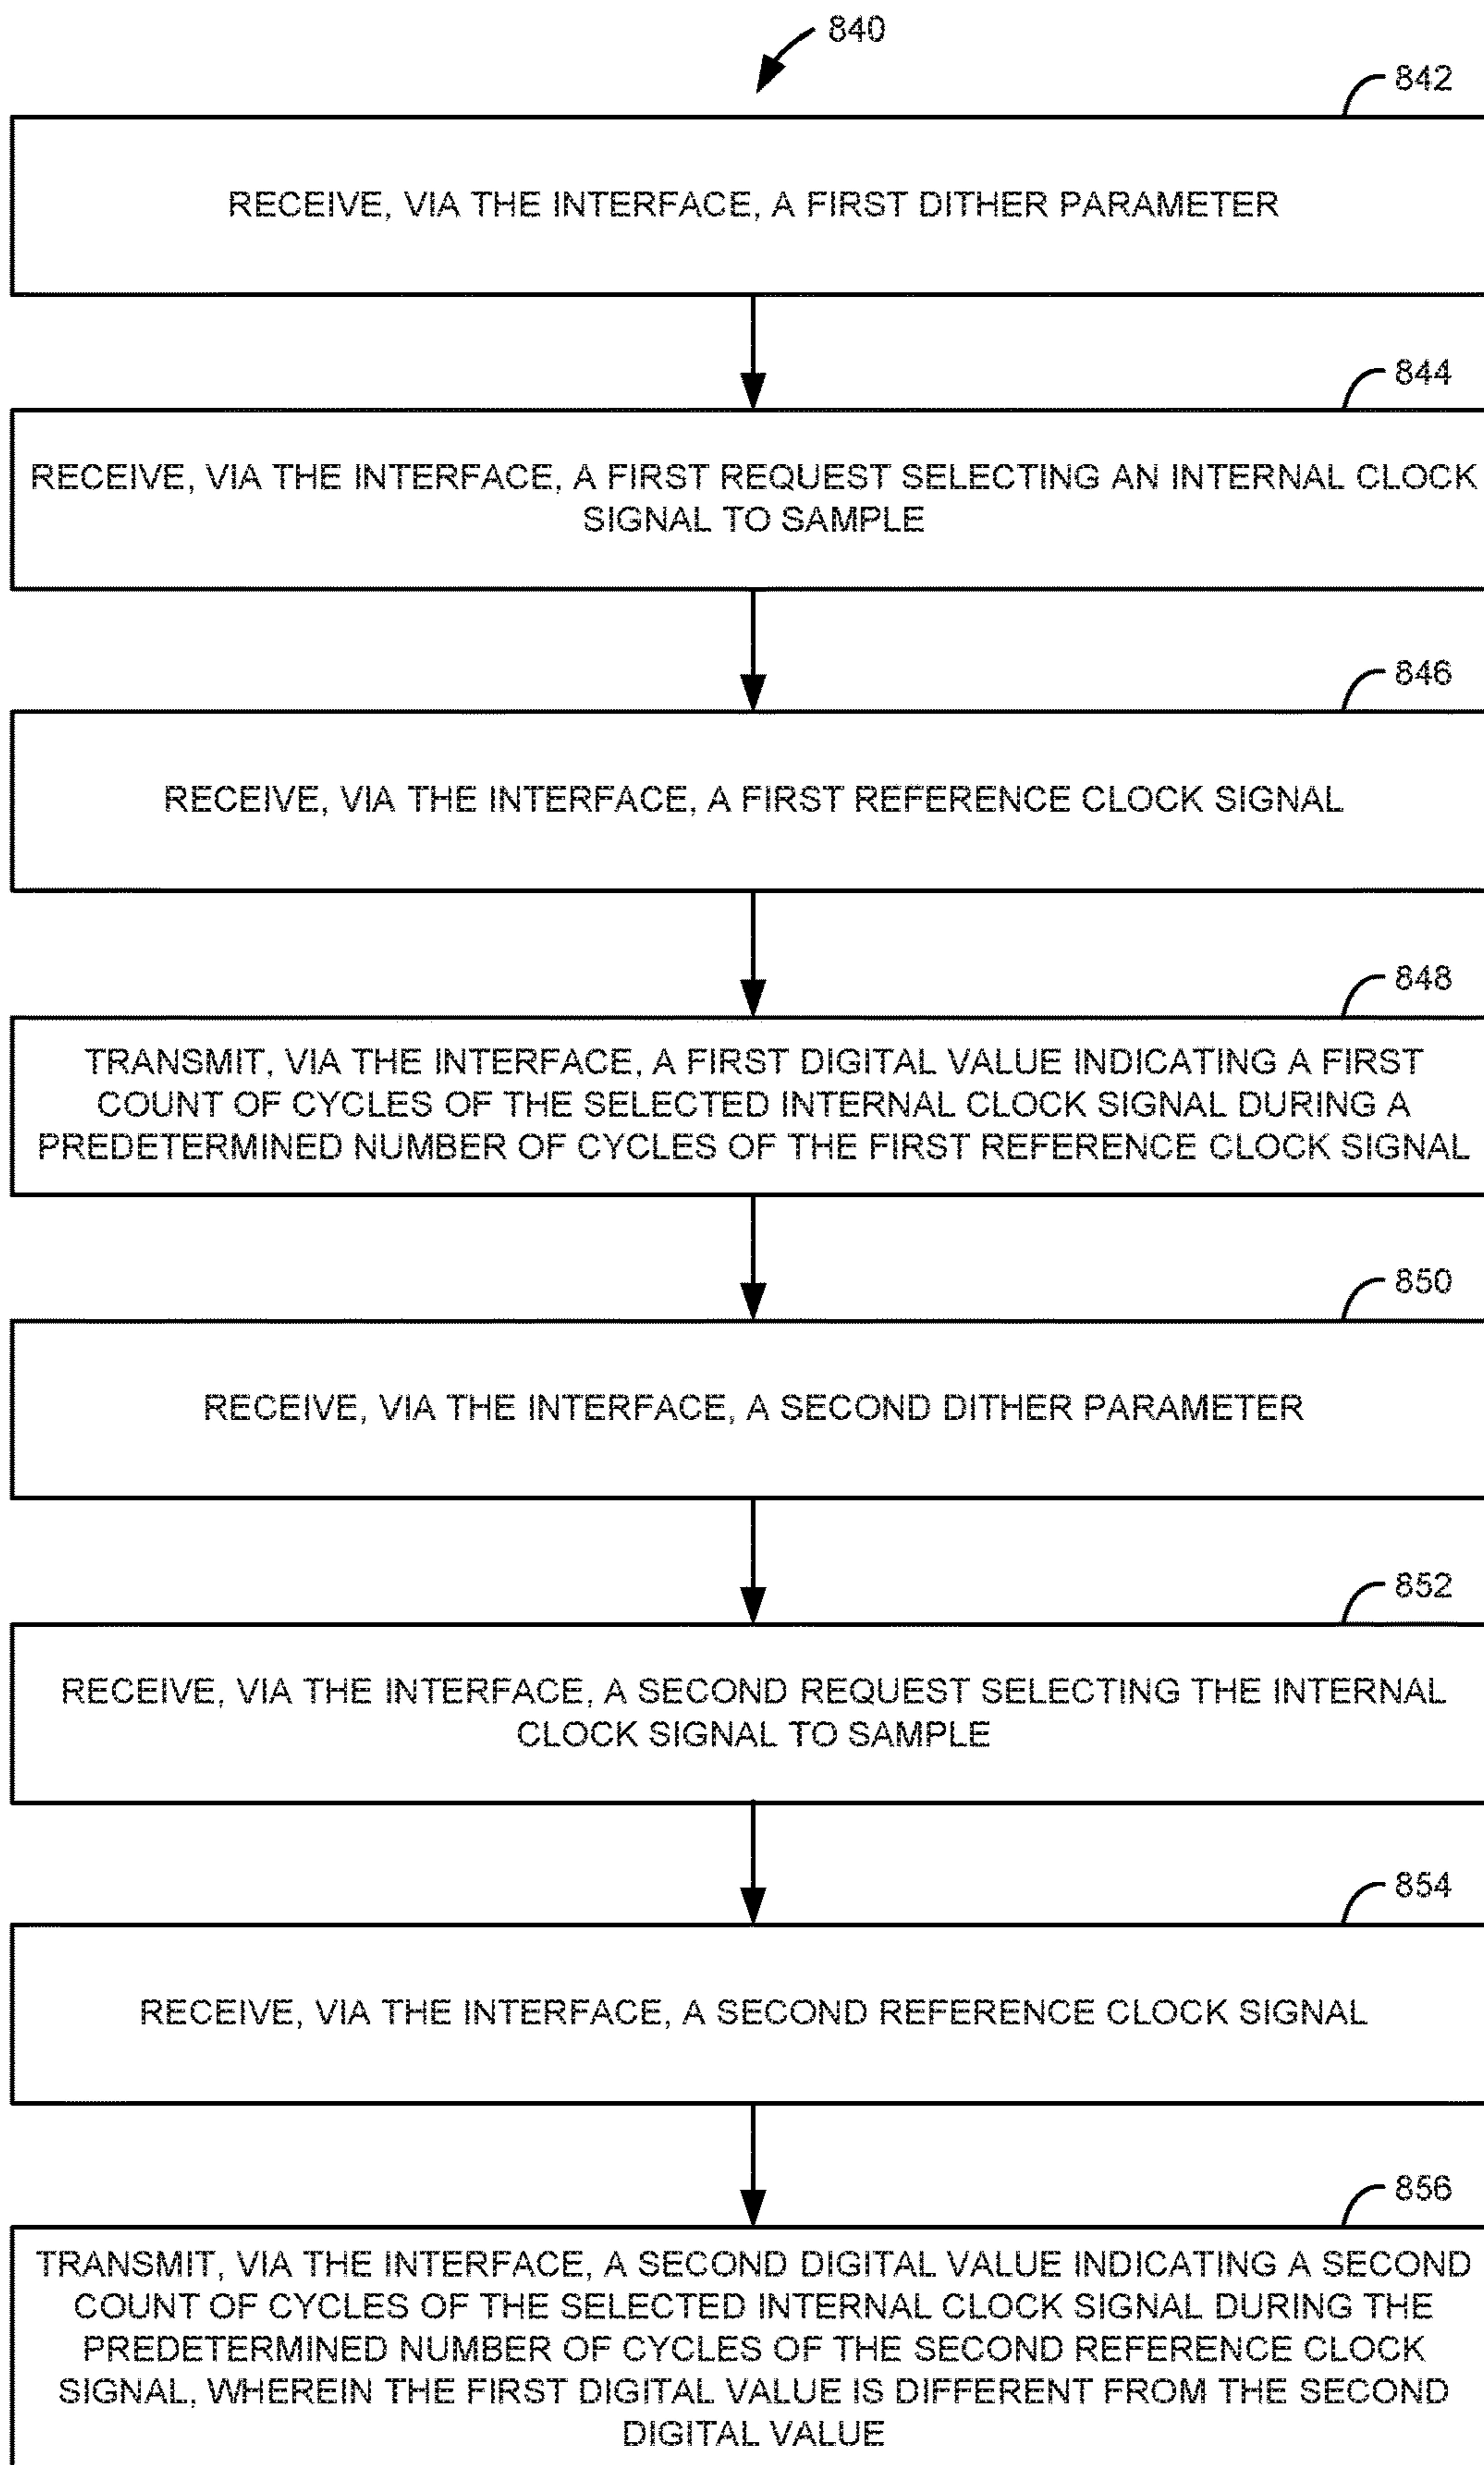 840
842
RECEIVE, VIA THE INTERFACE, A FIRST DITHER PARAMETER
844
RECEIVE, VIA THE INTERFACE, A FIRST REQUEST SELECTING AN INTERNAL CLOCK
SIGNAL TO SAMPLE
846
RECEIVE, VIA THE INTERFACE, A FIRST REFERENCE CLOCK SIGNAL
848
TRANSMIT, VIA THE INTERFACE, A FIRST DIGITAL VALUE INDICATING A FIRST
COUNT OF CYCLES OF THE SELECTED INTERNAL CLOCK SIGNAL DURING A
PREDETERMINED NUMBER OF CYCLES OF THE FIRST REFERENCE CLOCK SIGNAL
850
RECEIVE, VIA THE INTERFACE, A SECOND DITHER PARAMETER
852
RECEIVE, VIA THE INTERFACE, A SECOND REQUEST SELECTING THE INTERNAL
CLOCK SIGNAL TO SAMPLE
854
RECEIVE, VIA THE INTERFACE, A SECOND REFERENCE CLOCK SIGNAL
856
TRANSMIT, VIA THE INTERFACE, A SECOND DIGITAL VALUE INDICATING A SECOND
COUNT OF CYCLES OF THE SELECTED INTERNAL CLOCK SIGNAL DURING THE
PREDETERMINED NUMBER OF CYCLES OF THE SECOND REFERENCE CLOCK
SIGNAL, WHEREIN THE FIRST DIGITAL VALUE IS DIFFERENT FROM THE SECOND
DIGITAL VALUE